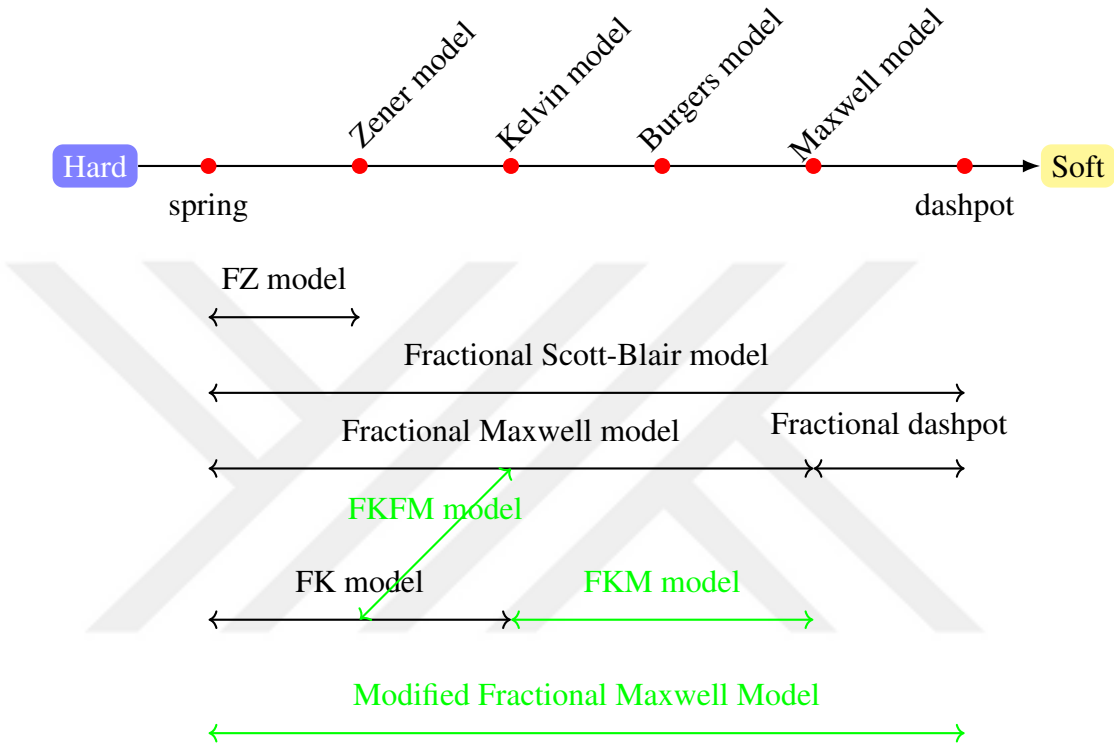 Zener model
Kelvin model
Burgers model
Maxwell model
Hard
Soft
spring
dashpot
FZ model
Fractional Scott-Blair model
Fractional Maxwell model
Fractional dashpot
FKFM model
FK model
FKM model
Modified Fractional Maxwell Model